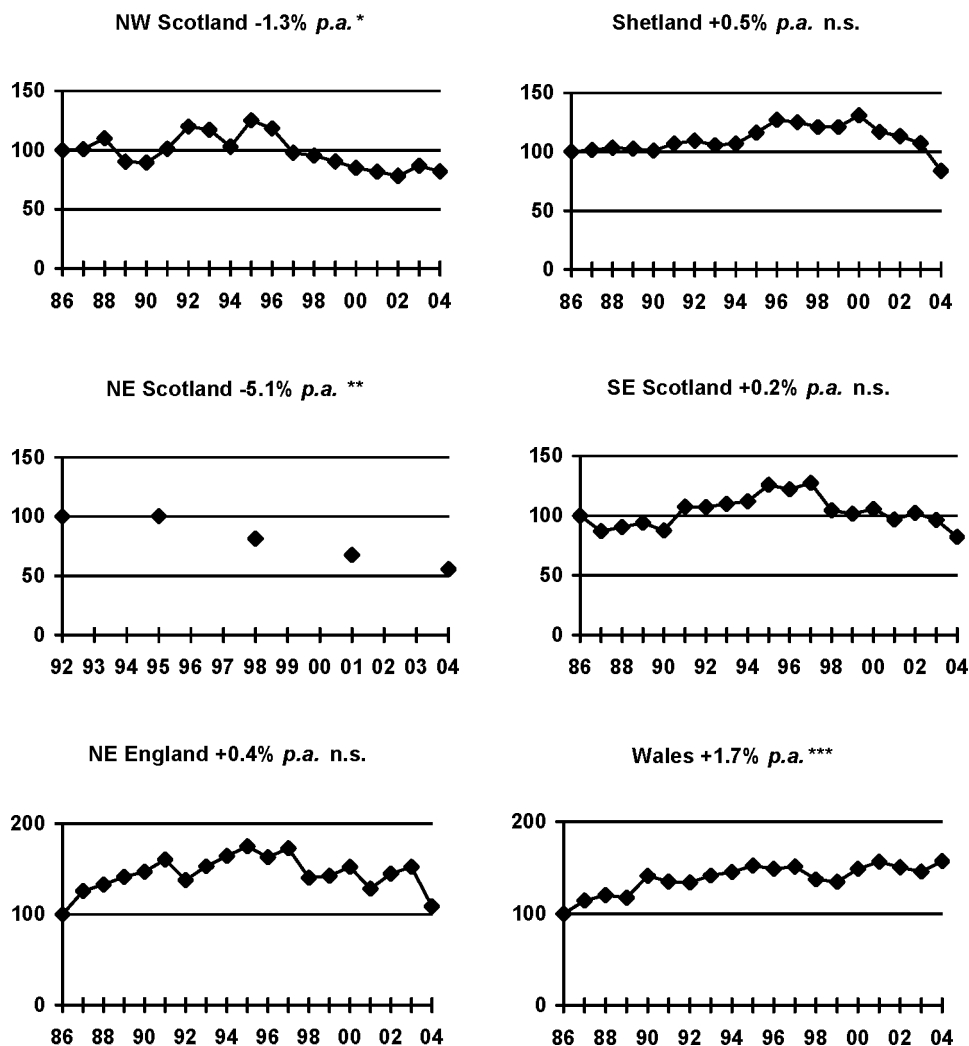 NW Scotland -1.3% p.a. *
150
100
50
0
86 88 90 92 94 96 98 00 02 04
Shetland +0.5% p.a. n.s.
150
100
50
0
86 88 90 92 94 96 98 00 02 04
NE Scotland -5.1% p.a. **
150
100
50
0
92 93 94 95 96 97 98 99 00 01 02 03 04
SE Scotland +0.2% p.a. n.s.
150
100
50
0
86 88 90 92 94 96 98 00 02 04
NE England +0.4% p.a. n.s.
200
100
0
86 88 90 92 94 96 98 00 02 04
Wales +1.7% p.a. ***
200
100
0
86 88 90 92 94 96 98 00 02 04